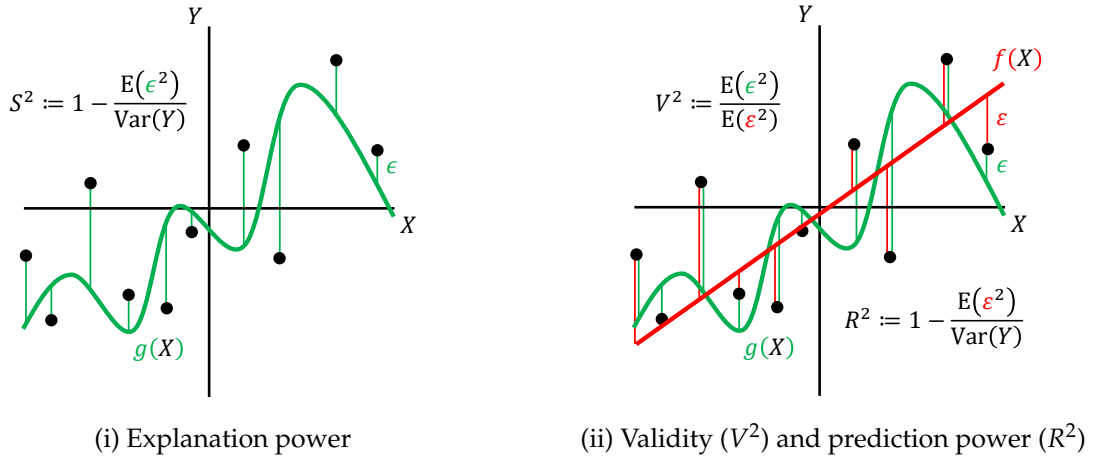 Y
S² ≔ 1 − E(ϵ²)/Var(Y)
ϵ
X
g(X)
(i) Explanation power
Y
f(X)
V² ≔ E(ϵ²)/E(ε²)
ε
ϵ
X
R² ≔ 1 − E(ε²)/Var(Y)
g(X)
(ii) Validity (V²) and prediction power (R²)